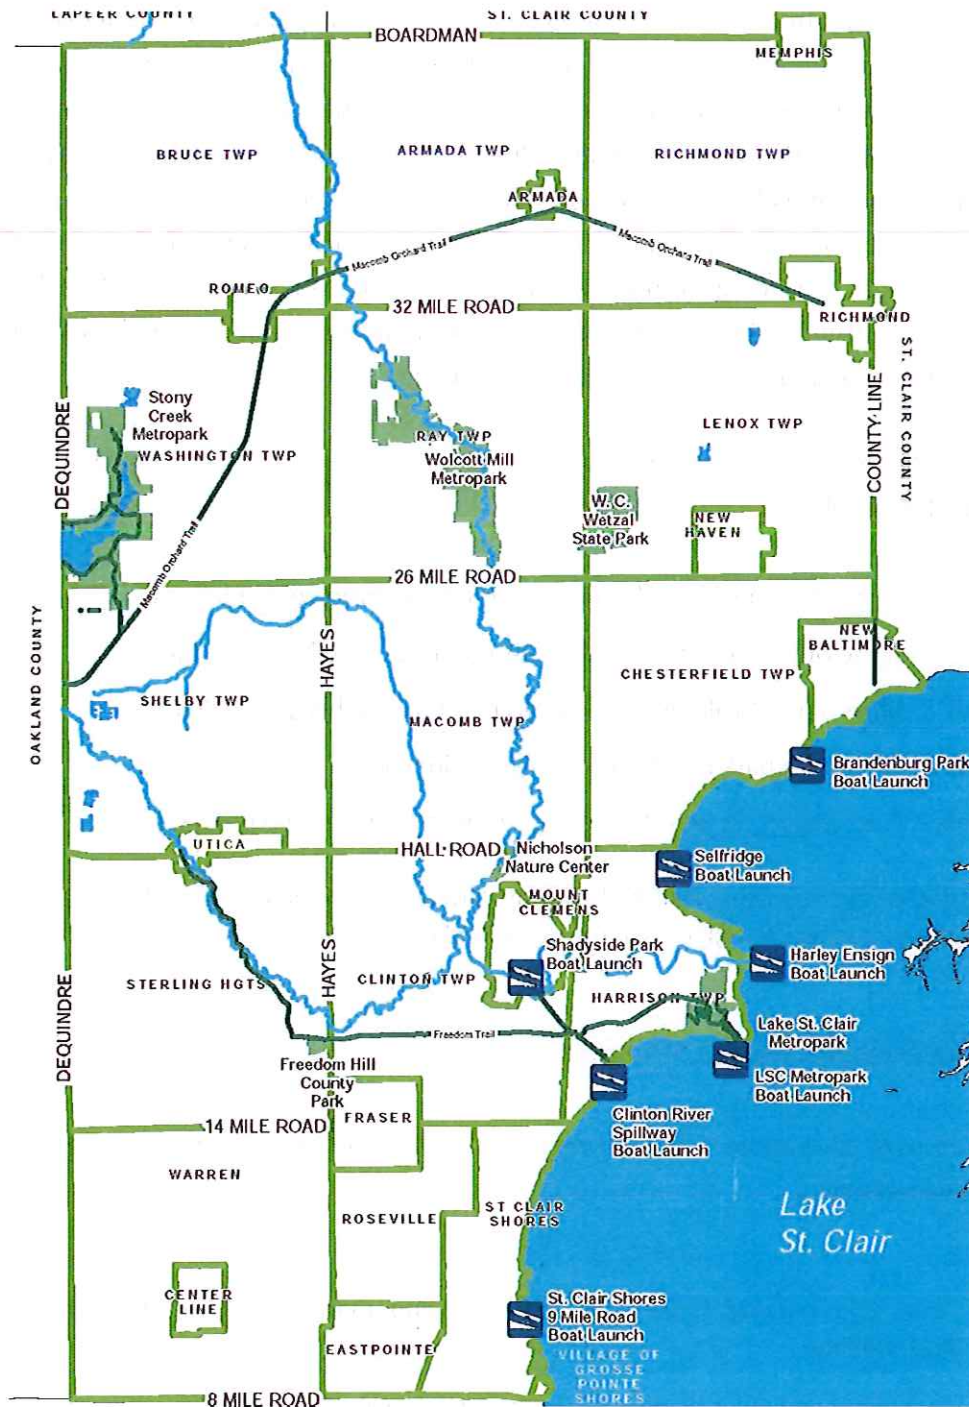 LAPEER COUNTY
ST. CLAIR COUNTY
BOARDMAN
MEMPHIS
BRUCE TWP
ARMADA TWP
RICHMOND TWP
ARMADA
Macomb Orchard Trail
Macomb Orchard Trail
ROMEO
32 MILE ROAD
RICHMOND
ST. CLAIR COUNTY
COUNTY LINE
DEQUINDRE
Stony
Creek
Metropark
WASHINGTON TWP
RAY TWP
Wolcott Mill
Metropark
LENOX TWP
W. C.
Wetzal
State Park
NEW
HAVEN
Macomb Orchard Trail
26 MILE ROAD
OAKLAND COUNTY
HAYES
NEW
BALTIMORE
CHESTERFIELD TWP
SHELBY TWP
MACOMB TWP
Brandenburg Park
Boat Launch
UTICA
HALL ROAD
Nicholson
Nature Center
Selfridge
Boat Launch
MOUNT
CLEMENS
Shadyside Park
Boat Launch
Harley Ensign
Boat Launch
DEQUINDRE
HAYES
STERLING HGTS
CLINTON TWP
HARRISON TWP
Freedom Trail
Lake St. Clair
Metropark
LSC Metropark
Boat Launch
Freedom Hill
County
Park
Clinton River
Spillway
Boat Launch
14 MILE ROAD
FRASER
WARREN
ROSEVILLE
ST CLAIR
SHORES
Lake
St. Clair
CENTER
LINE
St. Clair Shores
9 Mile Road
Boat Launch
EASTPOINTE
VILLAGE OF
GROSSE
POINTE
SHORES
8 MILE ROAD